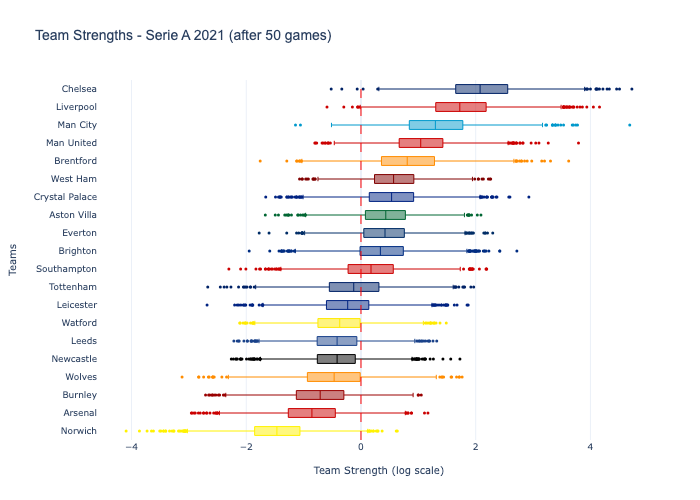 Team Strengths - Serie A 2021 (after 50 games)
Chelsea
Liverpool
Man City
Man United
Brentford
West Ham
Crystal Palace
Aston Villa
Everton
Brighton
Southampton
Tottenham
Leicester
Watford
Leeds
Newcastle
Wolves
Burnley
Arsenal
Norwich
Teams
−4 −2 0 2 4
Team Strength (log scale)